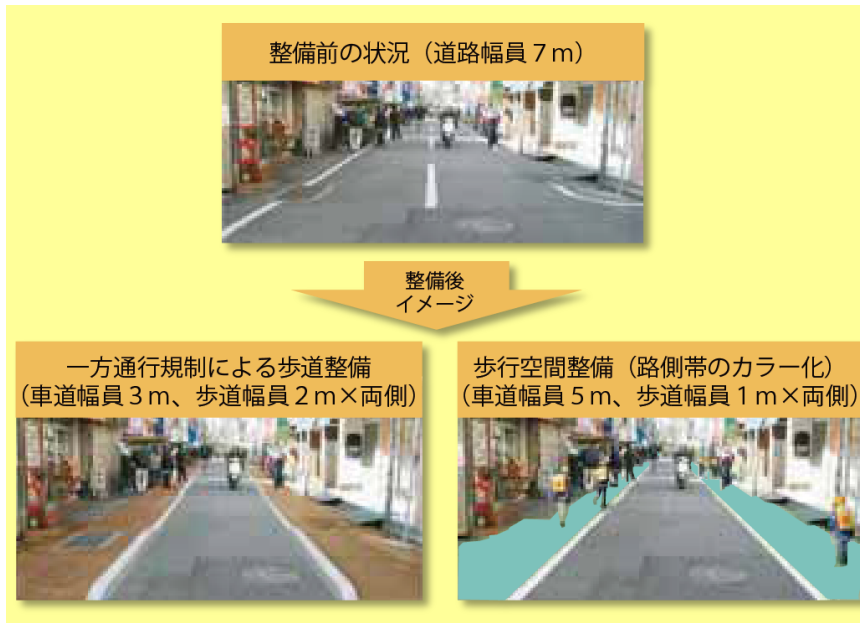 整備前の状況（道路幅員７ｍ）
整備後
イメージ
一方通行規制による歩道整備
（車道幅員３ｍ、歩道幅員２ｍ×両側）
歩行空間整備（路側帯のカラー化）
（車道幅員５ｍ、歩道幅員１ｍ×両側）